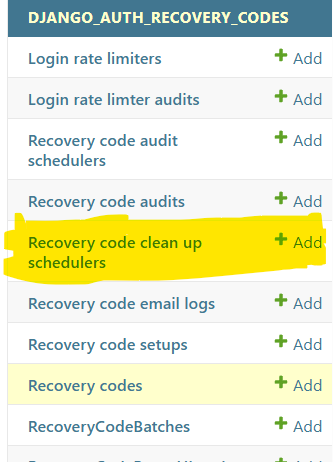 DJANGO_AUTH_RECOVERY_CODES
Login rate limiters + Add
Login rate limter audits + Add
Recovery code audit + Add
schedulers
Recovery code audits + Add
Recovery code clean up + Add
schedulers
Recovery code email logs + Add
Recovery code setups + Add
Recovery codes + Add
RecoveryCodeBatches + Add